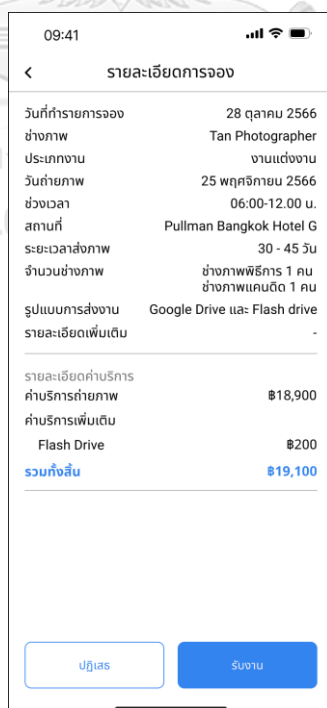 09:41
รายละเอียดการจอง
วันที่ทำรายการจอง 28 ตุลาคม 2566
ช่างภาพ Tan Photographer
ประเภทงาน งานแต่งงาน
วันถ่ายภาพ 25 พฤศจิกายน 2566
ช่วงเวลา 06:00-12.00 น.
สถานที่ Pullman Bangkok Hotel G
ระยะเวลาส่งภาพ 30 - 45 วัน
จำนวนช่างภาพ ช่างภาพพิธีการ 1 คน
ช่างภาพแคนดิด 1 คน
รูปแบบการส่งงาน Google Drive และ Flash drive
รายละเอียดเพิ่มเติม -
รายละเอียดค่าบริการ
ค่าบริการถ่ายภาพ ฿18,900
ค่าบริการเพิ่มเติม
Flash Drive ฿200
รวมทั้งสิ้น ฿19,100
ปฏิเสธ รับงาน